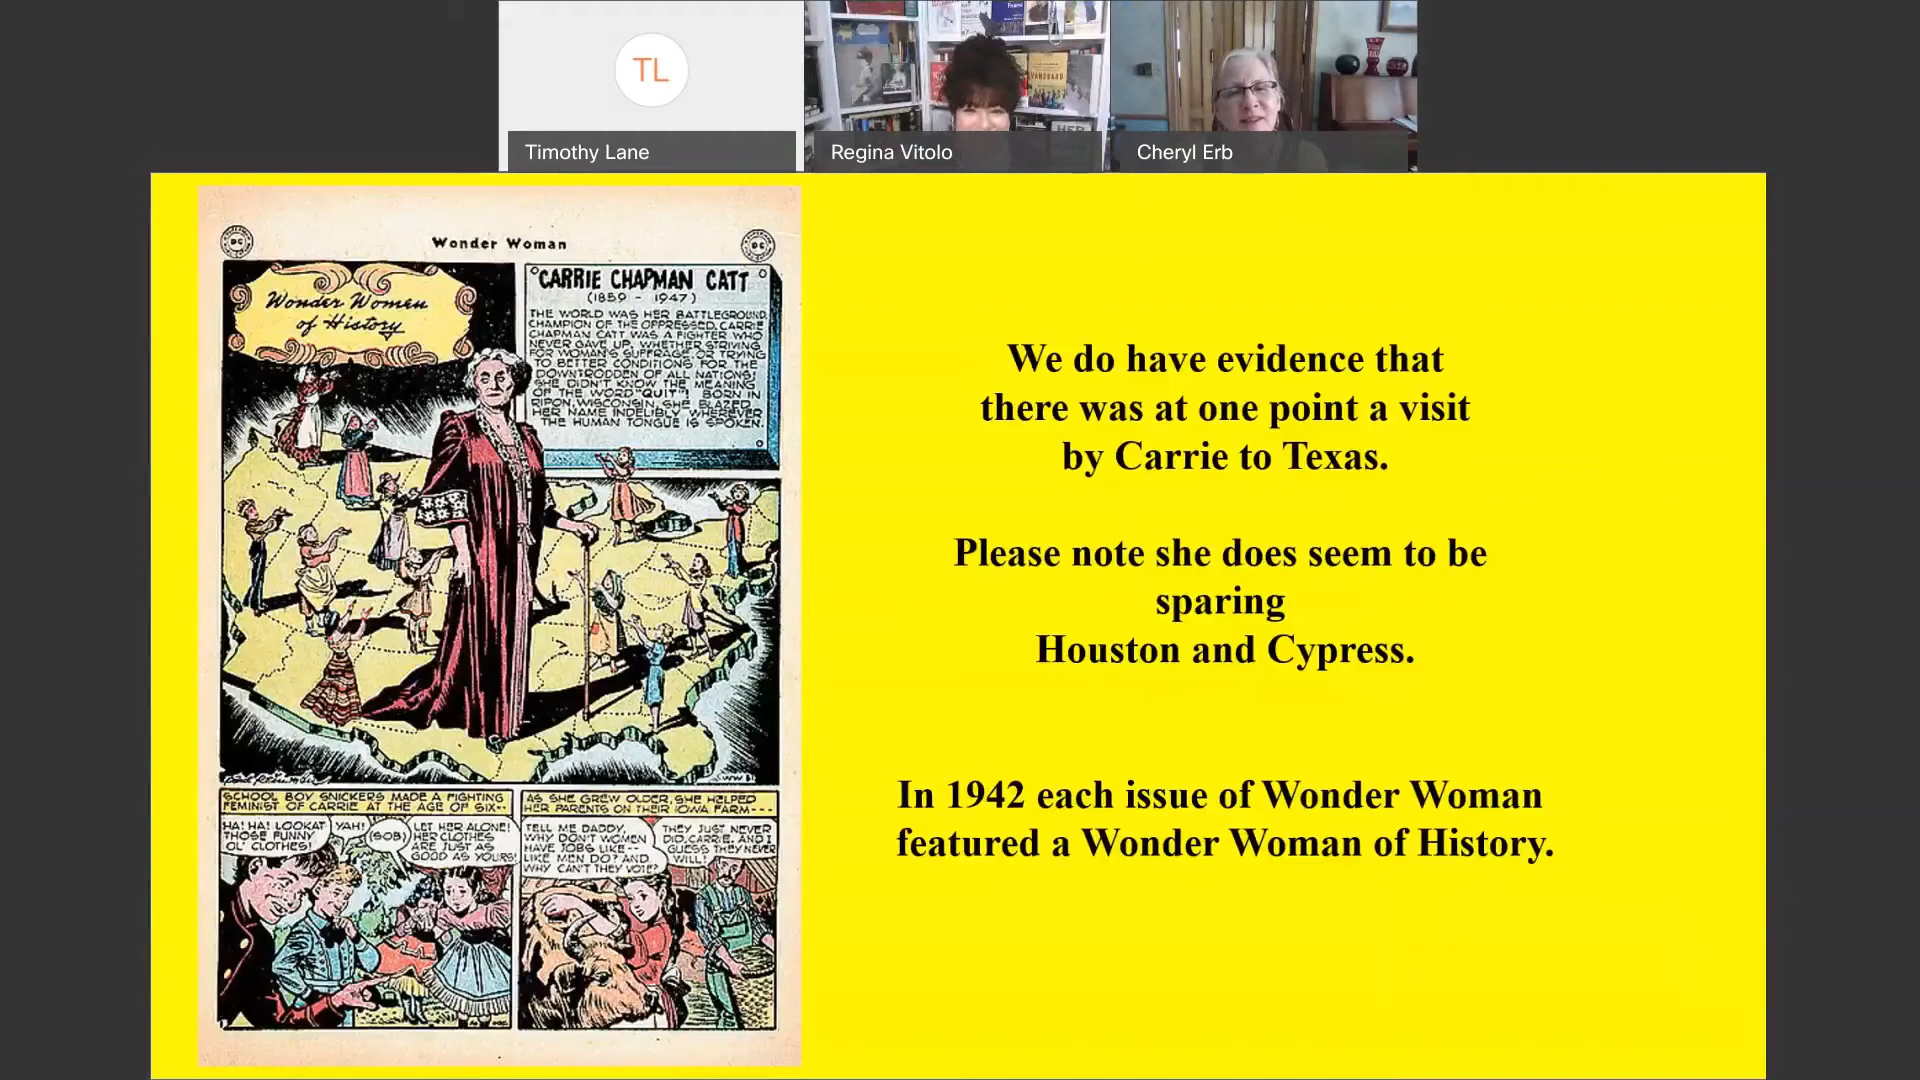 TL
Timothy Lane
Regina Vitolo
Cheryl Erb
VANGUARD
DC
Wonder Woman
DC
Wonder Women
of History
CARRIE CHAPMAN CATT
(1859 - 1947)
THE WORLD WAS HER BATTLEGROUND.
CHAMPION OF THE OPPRESSED, CARRIE
CHAPMAN CATT WAS A FIGHTER WHO
NEVER GAVE UP, WHETHER STRIVING
FOR WOMAN'S SUFFRAGE, OR TRYING
TO BETTER CONDITIONS FOR THE
DOWNTRODDEN OF ALL NATIONS!
SHE DIDN'T KNOW THE MEANING
OF THE WORD "QUIT"! BORN IN
RIPON, WISCONSIN, SHE BLAZED
HER NAME INDELIBLY WHEREVER
THE HUMAN TONGUE IS SPOKEN.
SCHOOL BOY SNICKERS MADE A FIGHTING
FEMINIST OF CARRIE AT THE AGE OF SIX--
HA! HA! LOOKAT
THOSE FUNNY
OL' CLOTHES!
YAH!
(SOB)
LET HER ALONE!
HER CLOTHES
ARE JUST AS
GOOD AS YOURS!
AS SHE GREW OLDER, SHE HELPED
HER PARENTS ON THEIR IOWA FARM---
TELL ME DADDY,
WHY DON'T WOMEN
HAVE JOBS LIKE--
LIKE MEN DO? AND
WHY CAN'T THEY VOTE?
THEY JUST NEVER
DID, CARRIE. AND I
GUESS THEY NEVER
WILL!
We do have evidence that
there was at one point a visit
by Carrie to Texas.
Please note she does seem to be
sparing
Houston and Cypress.
In 1942 each issue of Wonder Woman
featured a Wonder Woman of History.